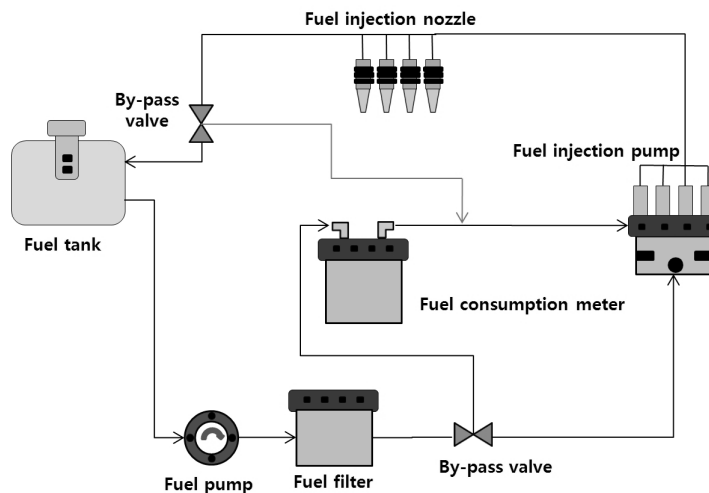 Fuel injection nozzle
By-pass
valve
Fuel injection pump
Fuel tank
Fuel consumption meter
By-pass valve
Fuel pump
Fuel filter